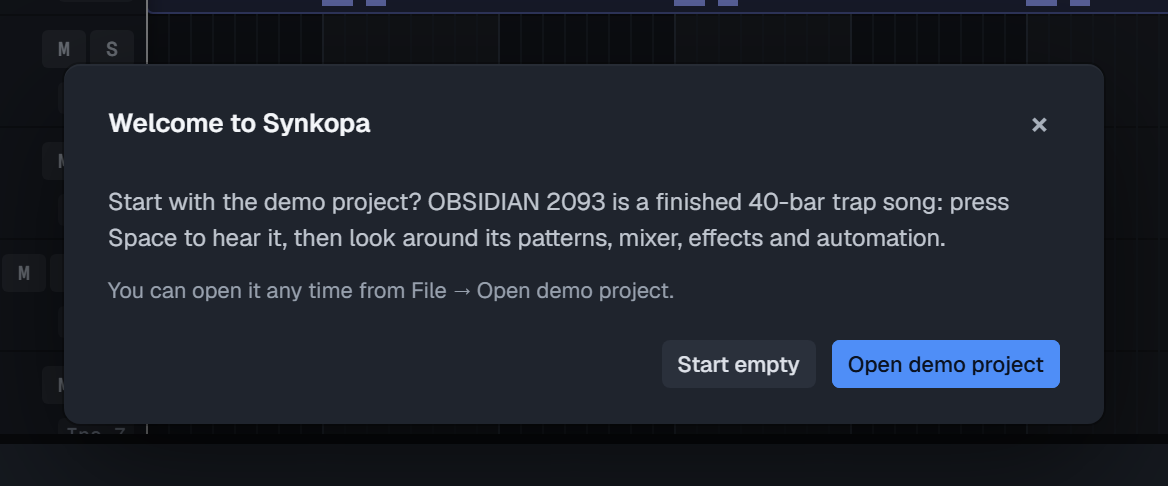 M S
Welcome to Synkopa
×
Start with the demo project? OBSIDIAN 2093 is a finished 40-bar trap song: press
Space to hear it, then look around its patterns, mixer, effects and automation.
M
You can open it any time from File → Open demo project.
Start empty Open demo project